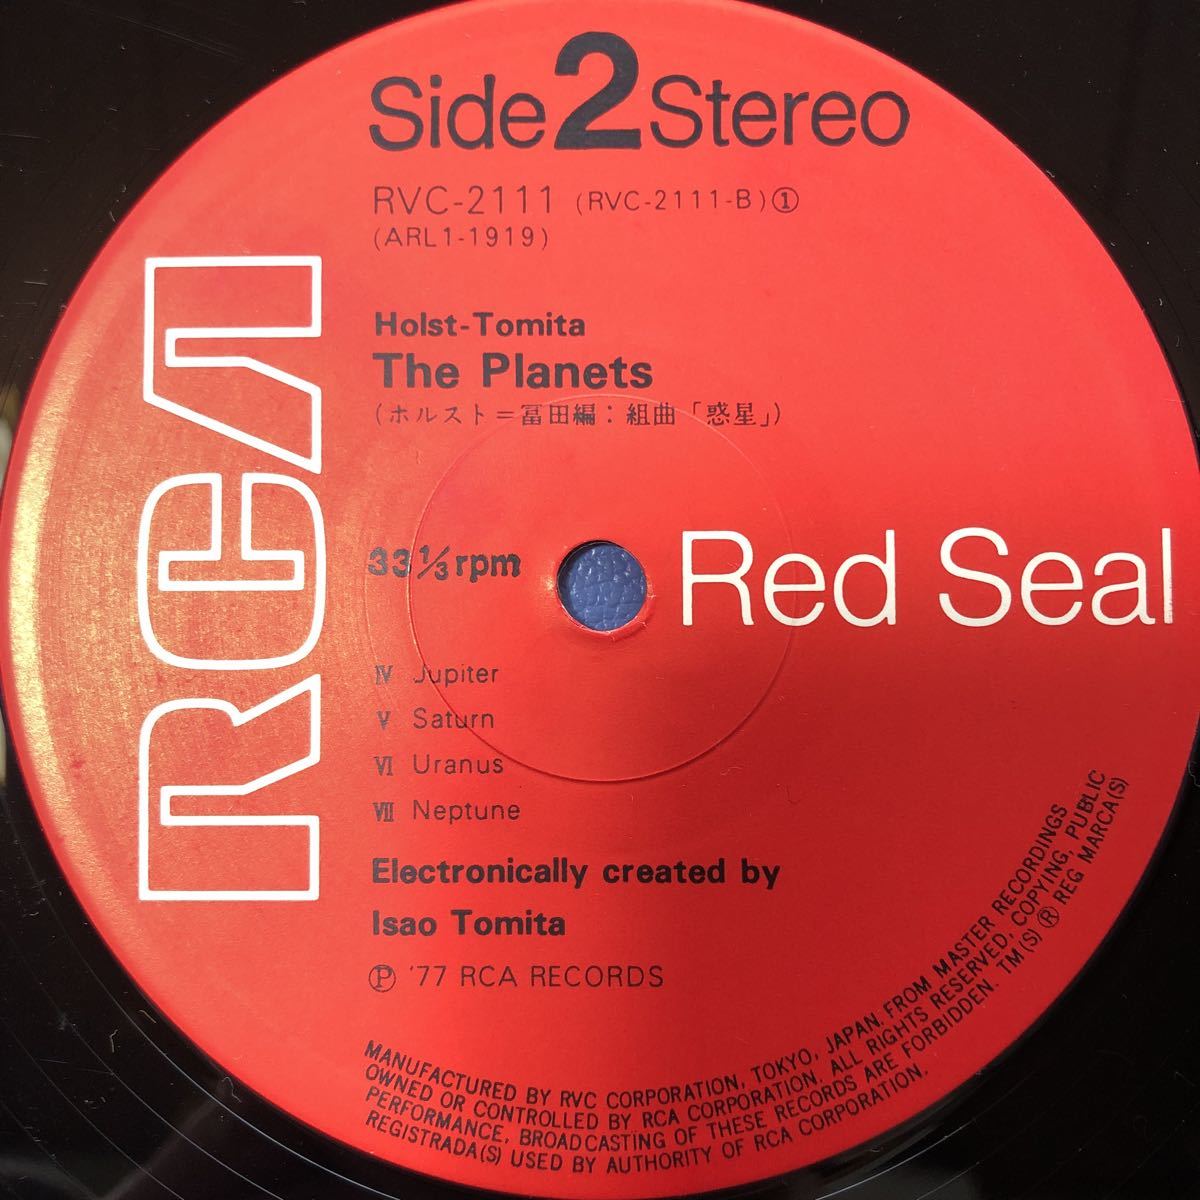 Side 2 Stereo
RVC-2111 (RVC-2111-B) ①
(ARL1-1919)
Holst-Tomita
The Planets
(ホルスト=冨田編：組曲「惑星」)
RCA
33 1/3 rpm
Red Seal
Ⅳ Jupiter
Ⅴ Saturn
Ⅵ Uranus
Ⅶ Neptune
Electronically created by
Isao Tomita
Ⓟ '77 RCA RECORDS
MANUFACTURED BY RVC CORPORATION, TOKYO, JAPAN. FROM MASTER RECORDINGS
OWNED OR CONTROLLED BY RCA CORPORATION. ALL RIGHTS RESERVED, COPYING, PUBLIC
PERFORMANCE, BROADCASTING OF THESE RECORDS ARE FORBIDDEN. TM(S) ® REG MARCA(S)
REGISTRADA(S) USED BY AUTHORITY OF RCA CORPORATION.